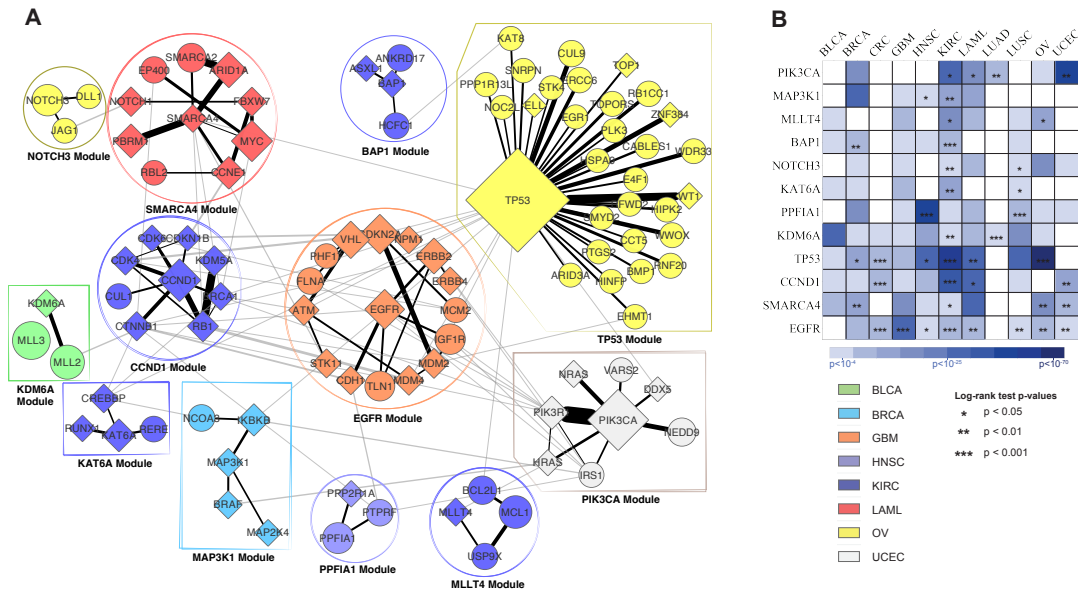 A
B
SMARCA2
EP400
ARID1A
NOTCH1
FBXW7
SMARCA4
PBRM1
MYC
RBL2
CCNE1
SMARCA4 Module
NOTCH3
DLL1
JAG1
NOTCH3 Module
ANKRD17
ASXL1
BAP1
HCFC1
BAP1 Module
KAT8
CUL9
SNRPN
TOP1
PPP1R13L
ERCC6
STK4
RB1CC1
NOC2L
ELL
TOPORS
ZNF384
EGR1
PLK3
CABLES1
WDR33
HSPA8
E4F1
TP53
WT1
RFWD2
HIPK2
SMYD2
WWOX
CCT5
PTGS2
RNF20
BMP1
ARID3A
HINFP
EHMT1
TP53 Module
CDK6
CDKN1B
CDK4
KDM5A
CCND1
CUL1
BRCA1
CTNNB1
RB1
CCND1 Module
VHL
CDKN2A
NPM1
PHF1
ERBB2
FLNA
ERBB4
ATM
EGFR
MCM2
IGF1R
STK11
MDM2
CDH1
TLN1
MDM4
EGFR Module
KDM6A
MLL3
MLL2
KDM6A
Module
CREBBP
RUNX1
KAT6A
RERE
KAT6A Module
NCOA3
IKBKB
MAP3K1
BRAF
MAP2K4
MAP3K1 Module
PPP2R1A
PTPRF
PPFIA1
PPFIA1 Module
BCL2L1
MLLT4
MCL1
USP9X
MLLT4 Module
NRAS
VARS2
DDX5
PIK3R
PIK3CA
NEDD9
HRAS
IRS1
PIK3CA Module
BLCA
BRCA
CRC
GBM
HNSC
KIRC
LAML
LUAD
LUSC
OV
UCEC
PIK3CA * * ** **
MAP3K1 * **
MLLT4 * *
BAP1 ** ***
NOTCH3 ** *
KAT6A ** *
PPFIA1 *** ***
KDM6A ** ***
TP53 * *** * *** ** ***
CCND1 *** *** * **
SMARCA4 ** * ** **
EGFR *** *** * *** ** ** ** **
p<10⁻⁴ p<10⁻²⁵ p<10⁻⁷⁰
BLCA
BRCA
GBM
HNSC
KIRC
LAML
OV
UCEC
Log-rank test p-values
* p < 0.05
** p < 0.01
*** p < 0.001